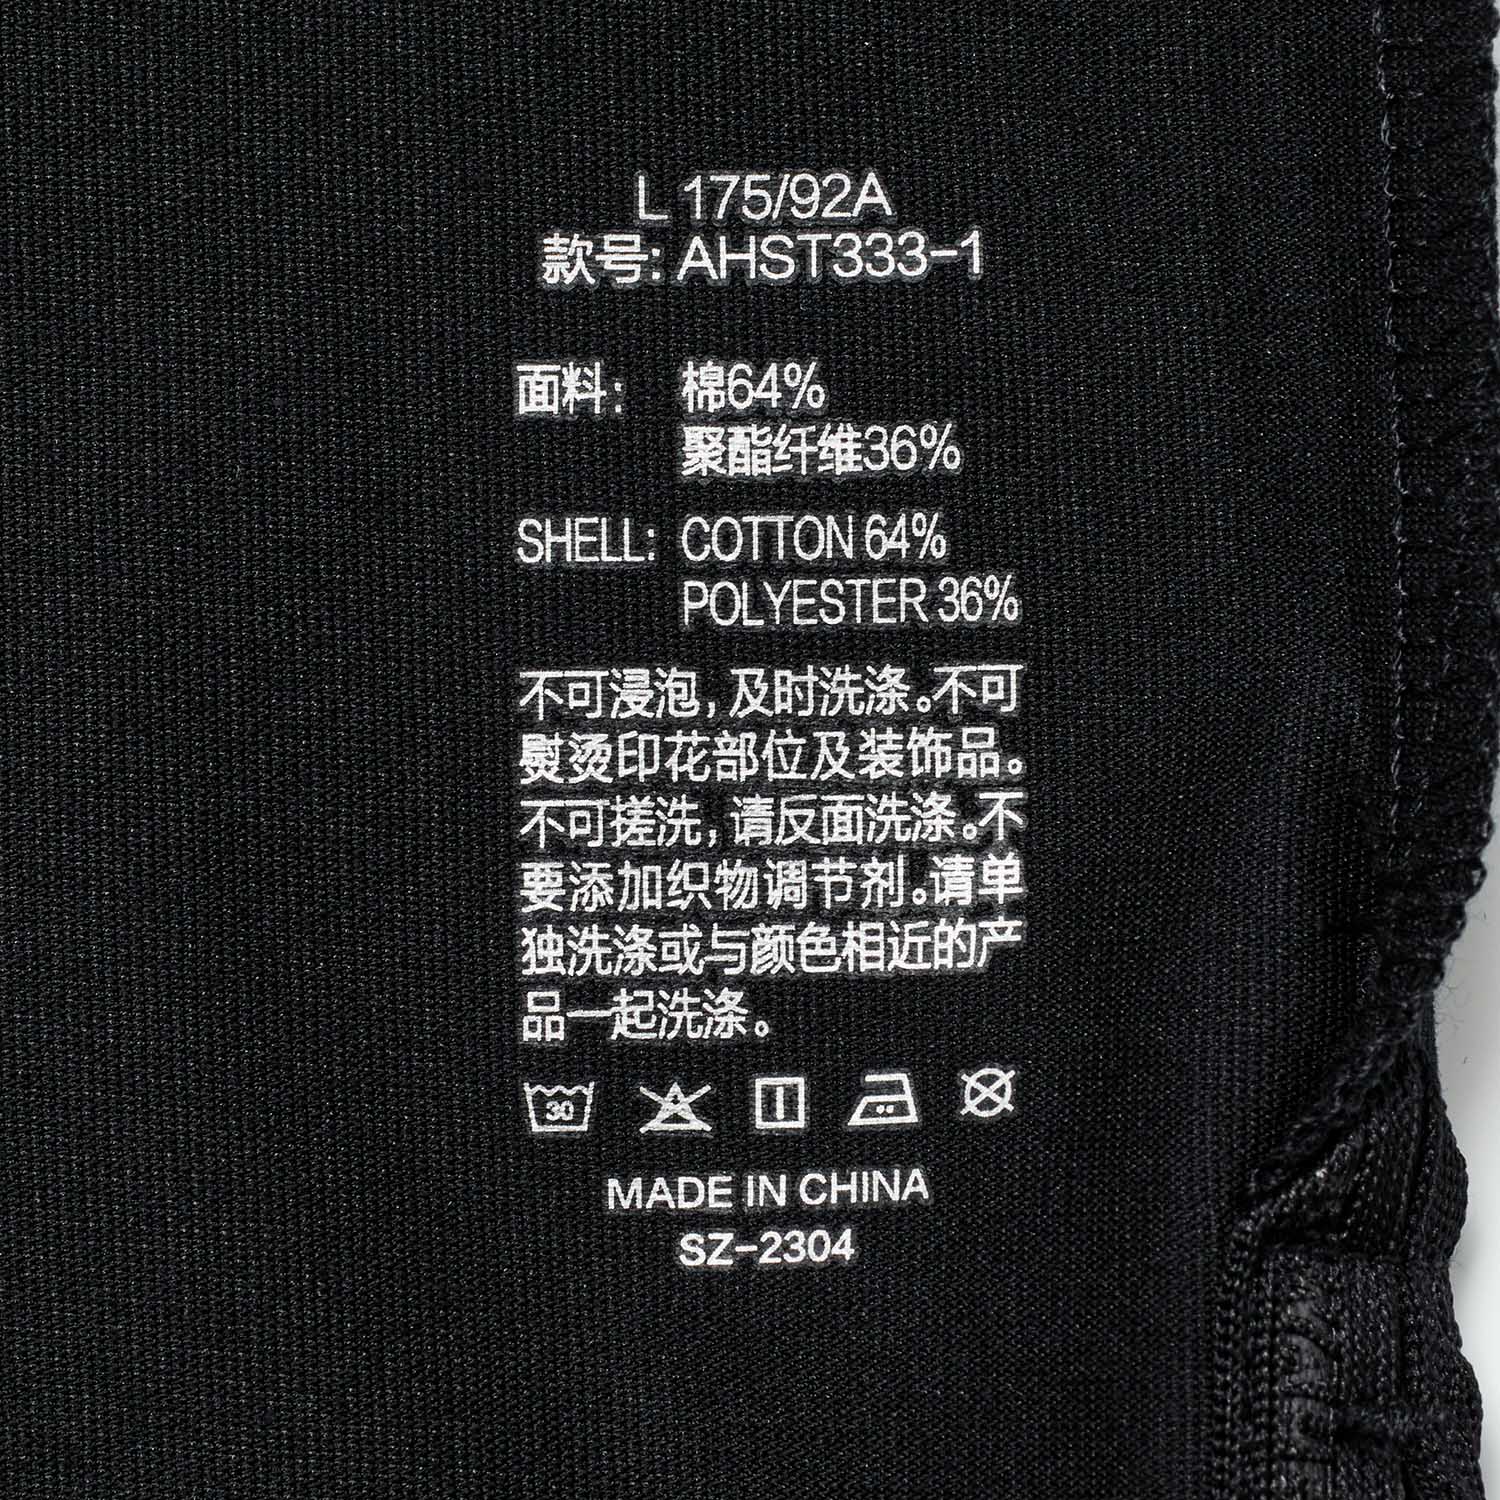 L 175/92A
款号: AHST333-1
面料: 棉64%
聚酯纤维36%
SHELL: COTTON 64%
POLYESTER 36%
不可浸泡,及时洗涤。不可
熨烫印花部位及装饰品。
不可搓洗,请反面洗涤。不
要添加织物调节剂。请单
独洗涤或与颜色相近的产
品一起洗涤。
30
MADE IN CHINA
SZ-2304